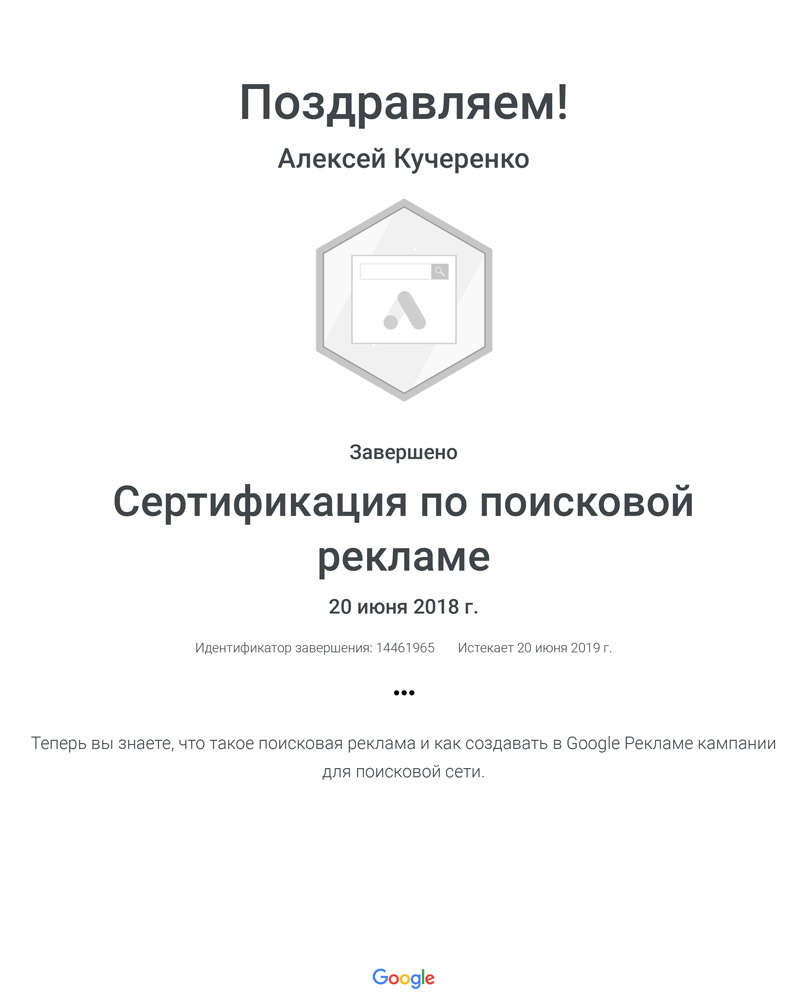 Поздравляем!
Алексей Кучеренко
Завершено
Сертификация по поисковой
рекламе
20 июня 2018 г.
Идентификатор завершения: 14461965 Истекает 20 июня 2019 г.
•••
Теперь вы знаете, что такое поисковая реклама и как создавать в Google Рекламе кампании
для поисковой сети.
Google